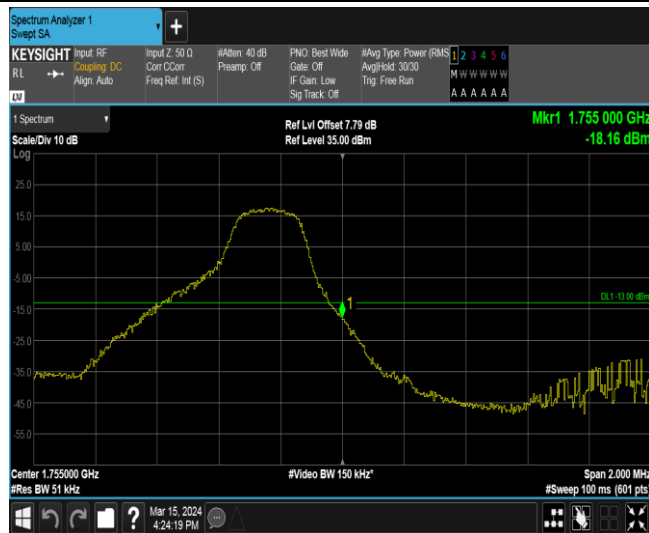 Spectrum Analyzer 1
Swept SA
+
KEYSIGHT
RL
LXI
Input: RF
Coupling: DC
Align: Auto
Input Z: 50 Ω
Corr CCorr
Freq Ref: Int (S)
#Atten: 40 dB
Preamp: Off
PNO: Best Wide
Gate: Off
IF Gain: Low
Sig Track: Off
#Avg Type: Power (RMS
Avg|Hold: 30/30
Trig: Free Run
1 2 3 4 5 6
M W W W W W
A A A A A A
1 Spectrum
Scale/Div 10 dB
Log
Ref Lvl Offset 7.79 dB
Ref Level 35.00 dBm
Mkr1 1.755 000 GHz
-18.16 dBm
25.0
15.0
5.00
-5.00
-15.0
-25.0
-35.0
-45.0
-55.0
DL1 -13.00 dBm
1
Center 1.755000 GHz
#Res BW 51 kHz
#Video BW 150 kHz*
Span 2.000 MHz
#Sweep 100 ms (601 pts)
?
Mar 15, 2024
4:24:19 PM